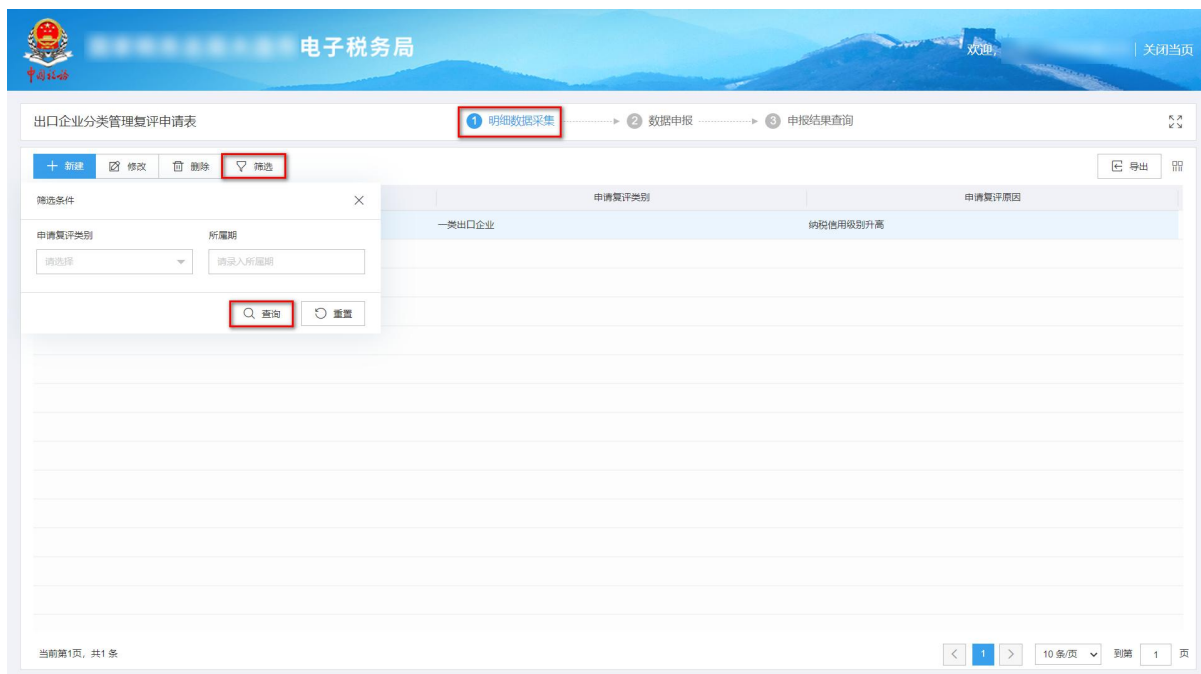 电子税务局
欢迎,
关闭当页
中国税务
出口企业分类管理复评申请表
1 明细数据采集
2 数据申报
3 申报结果查询
新建 修改 删除 筛选
导出
筛选条件
申请复评类别 申请复评原因
申请复评类别 所属期
一类出口企业 纳税信用级别升高
请选择 请录入所属期
查询 重置
当前第1页，共1条
1 10 条/页 到第 1 页